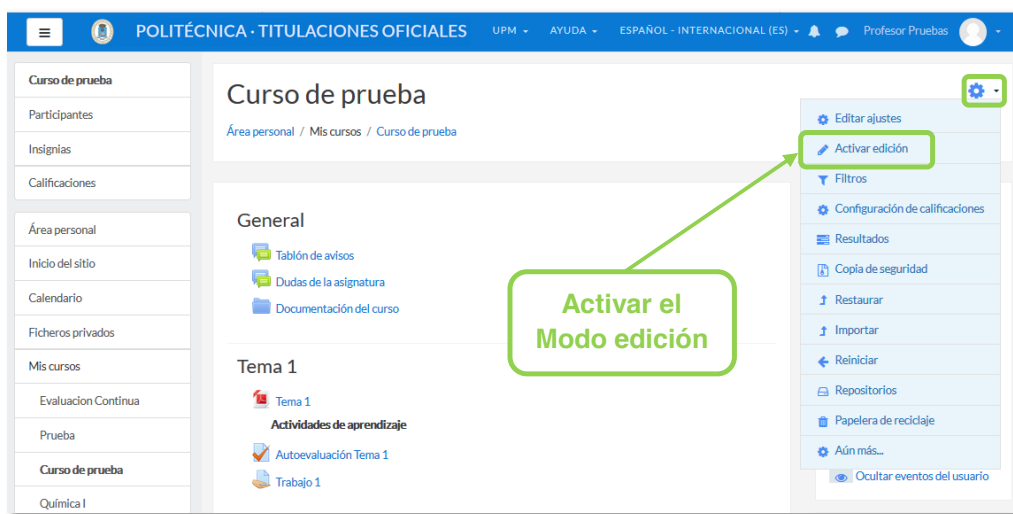 POLITÉCNICA · TITULACIONES OFICIALES UPM AYUDA ESPAÑOL - INTERNACIONAL (ES) Profesor Pruebas
Curso de prueba
Participantes
Insignias
Calificaciones
Área personal
Inicio del sitio
Calendario
Ficheros privados
Mis cursos
Evaluacion Continua
Prueba
Curso de prueba
Química I
Curso de prueba
Área personal / Mis cursos / Curso de prueba
General
Tablón de avisos
Dudas de la asignatura
Documentación del curso
Tema 1
Tema 1
Actividades de aprendizaje
Autoevaluación Tema 1
Trabajo 1
Activar el
Modo edición
Editar ajustes
Activar edición
Filtros
Configuración de calificaciones
Resultados
Copia de seguridad
Restaurar
Importar
Reiniciar
Repositorios
Papelera de reciclaje
Aún más...
Ocultar eventos del usuario